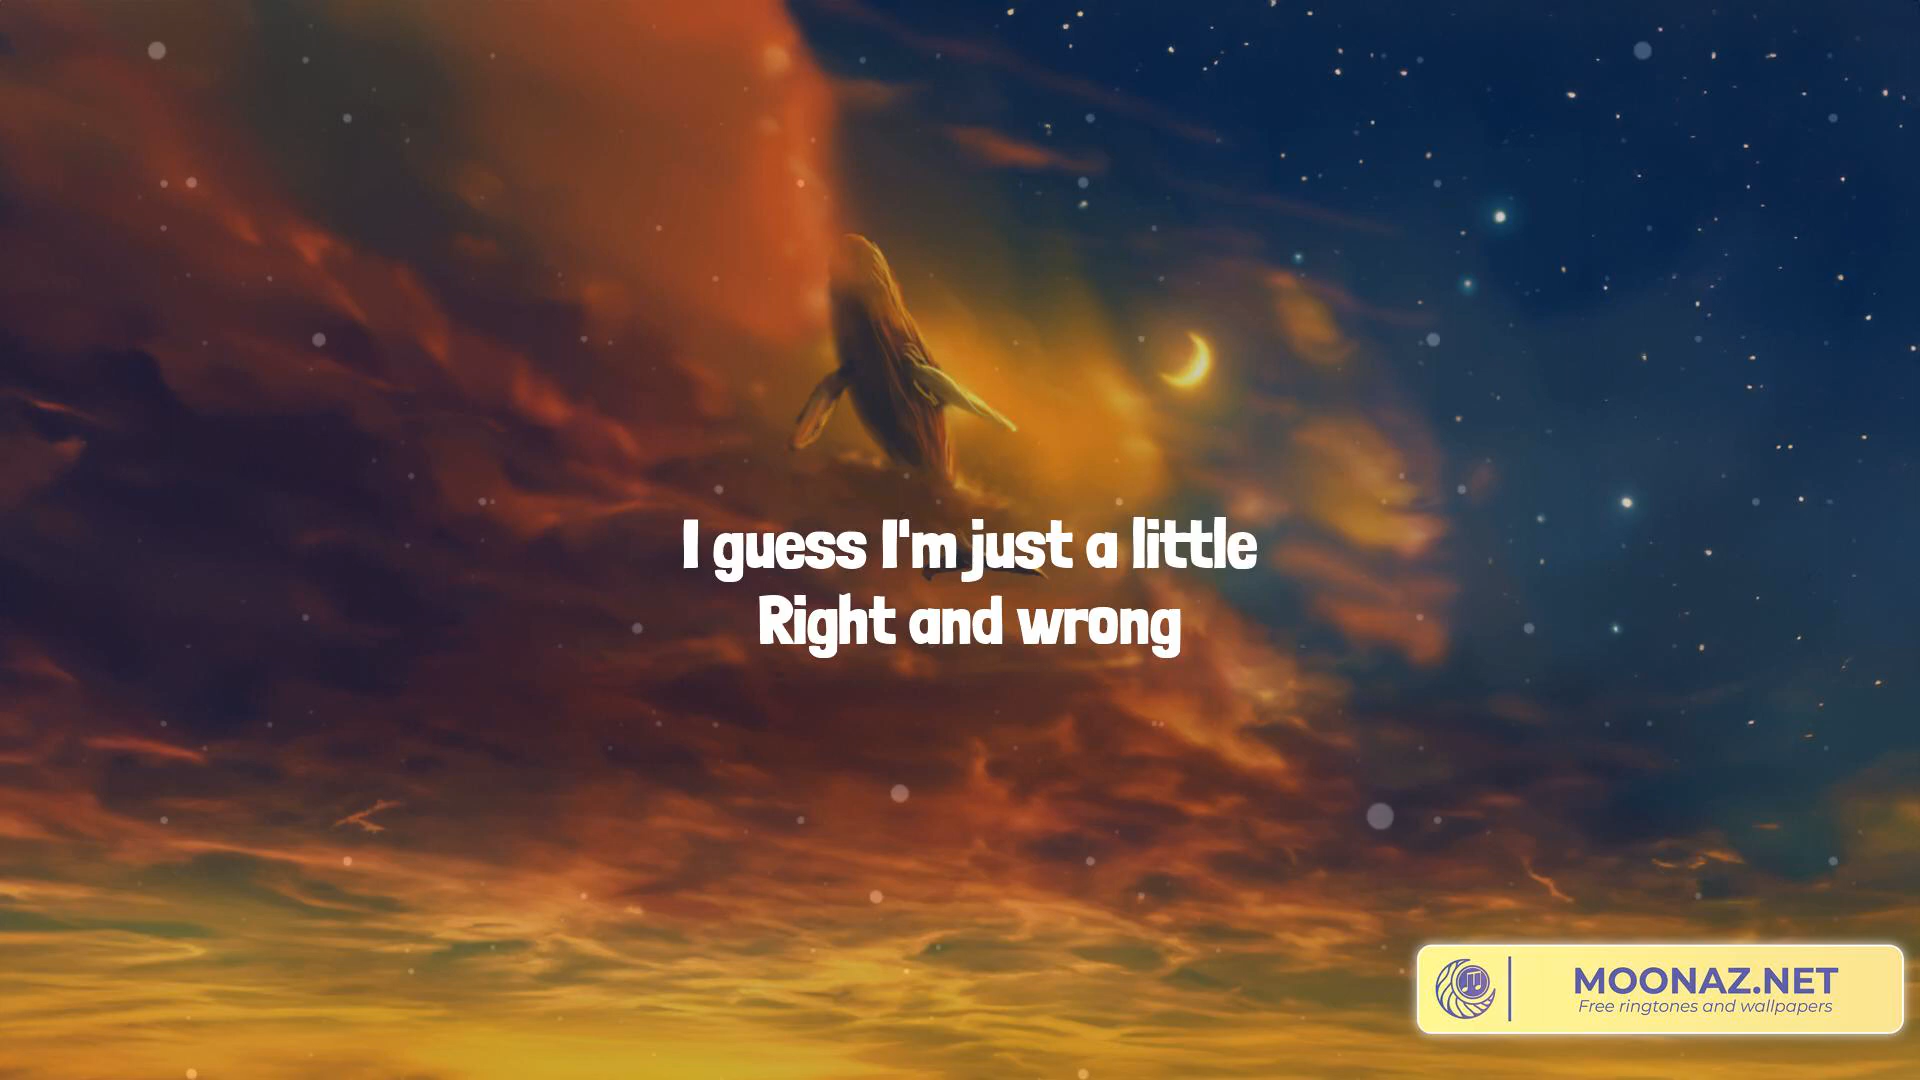 I guess I'm just a little
Right and wrong
MOONAZ.NET
Free ringtones and wallpapers